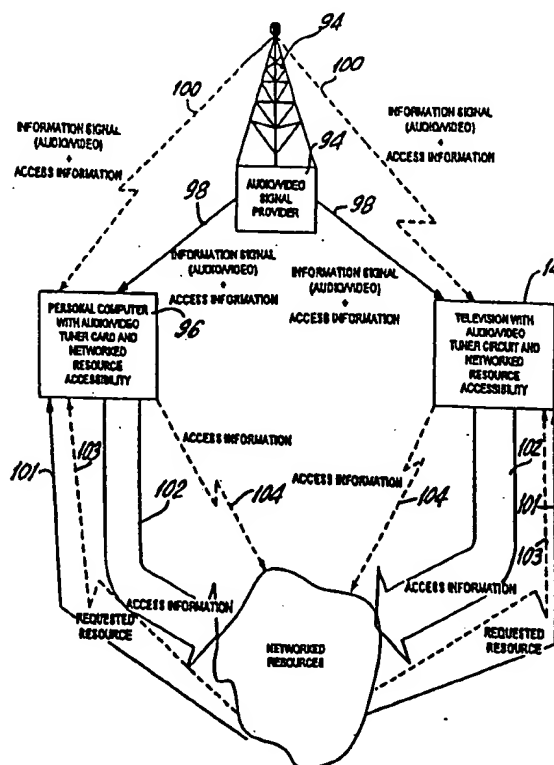 94
100
100
INFORMATION SIGNAL
(AUDIO/VIDEO)
+
ACCESS INFORMATION
INFORMATION SIGNAL
(AUDIO/VIDEO)
+
ACCESS INFORMATION
94
AUDIO/VIDEO
SIGNAL
PROVIDER
98
98
INFORMATION SIGNAL
(AUDIO/VIDEO)
+
ACCESS INFORMATION
INFORMATION SIGNAL
(AUDIO/VIDEO)
+
ACCESS INFORMATION
PERSONAL COMPUTER
WITH AUDIO/VIDEO
TUNER CARD AND
NETWORKED
RESOURCE
ACCESSIBILITY
96
14
TELEVISION WITH
AUDIO/VIDEO
TUNER CIRCUIT AND
NETWORKED
RESOURCE
ACCESSIBILITY
101
103
102
ACCESS INFORMATION
104
ACCESS INFORMATION
104
102
101
103
ACCESS INFORMATION
REQUESTED
RESOURCE
NETWORKED
RESOURCES
ACCESS INFORMATION
REQUESTED
RESOURCE